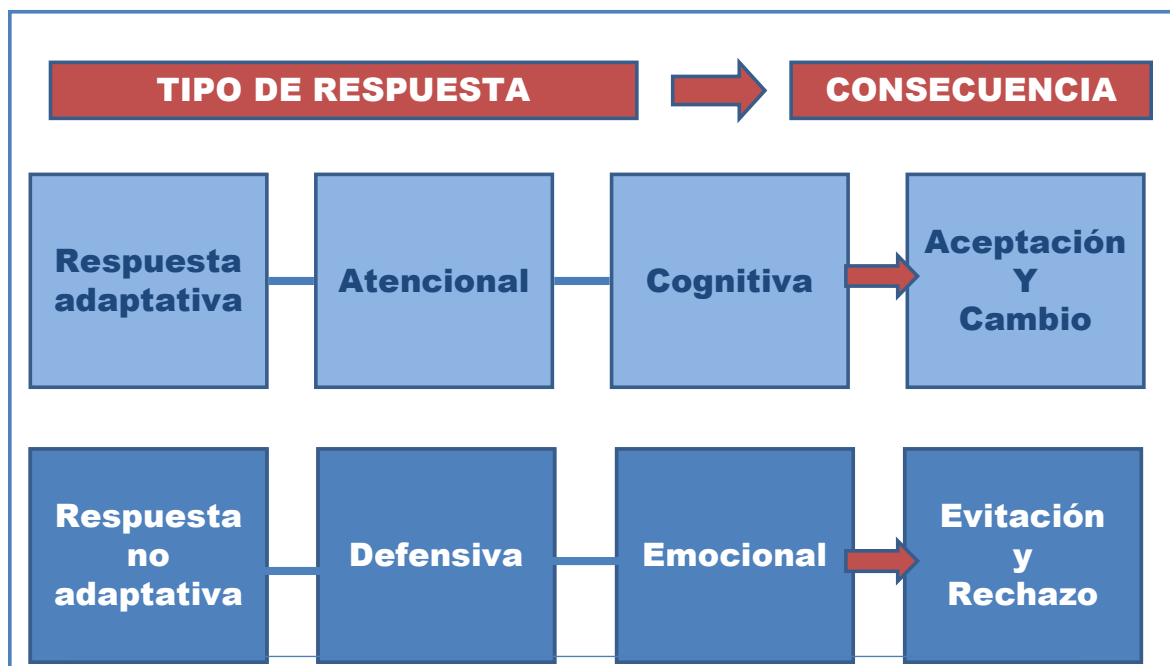 TIPO DE RESPUESTA
CONSECUENCIA
Respuesta
adaptativa
Atencional
Cognitiva
Aceptación
Y
Cambio
Respuesta
no
adaptativa
Defensiva
Emocional
Evitación
y
Rechazo